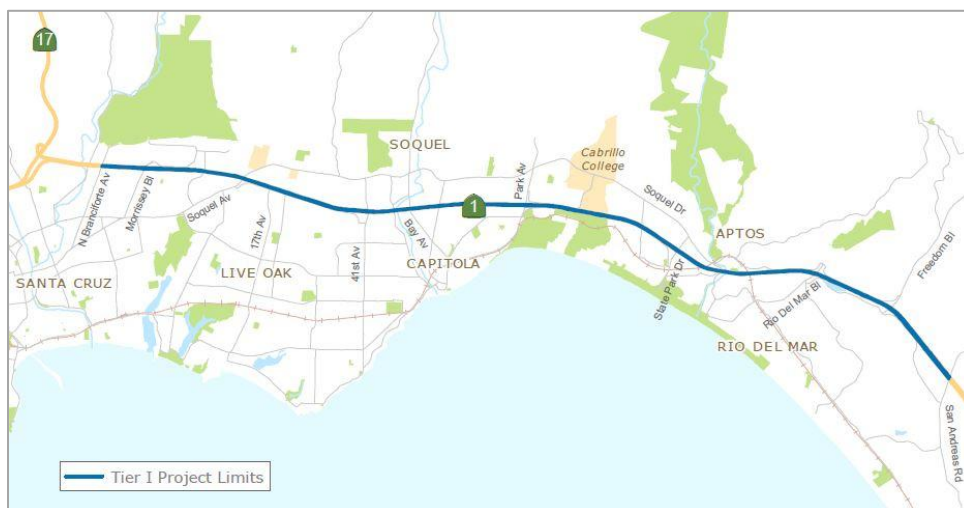 17
SOQUEL
Cabrillo
College
Park Av
N Branciforte Av
Morrissey Bl
Soquel Av
Soquel Dr
1
17th Av
41st Av
Bay Av
APTOS
Freedom Bl
LIVE OAK
CAPITOLA
SANTA CRUZ
State Park Dr
Rio Del Mar Bl
RIO DEL MAR
San Andreas Rd
Tier I Project Limits